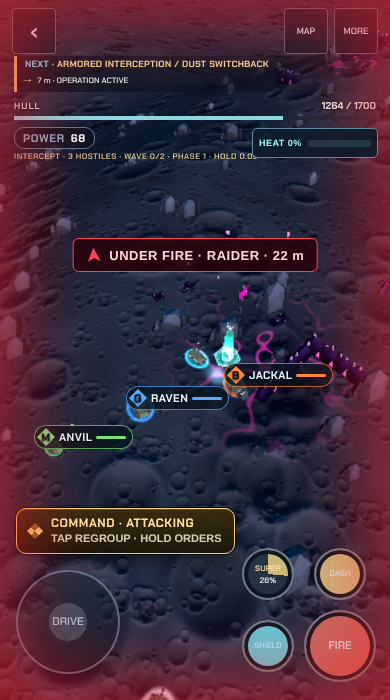 ‹
MAP
MORE
NEXT · ARMORED INTERCEPTION / DUST SWITCHBACK
→ 7 m · OPERATION ACTIVE
HULL
1264 / 1700
POWER 68
HEAT 0%
INTERCEPT · 3 HOSTILES · WAVE 0/2 · PHASE 1 · HOLD 0.0s
UNDER FIRE · RAIDER · 22 m
B JACKAL
G RAVEN
M ANVIL
COMMAND · ATTACKING
TAP REGROUP · HOLD ORDERS
SUPER
26%
DASH
DRIVE
SHIELD
FIRE